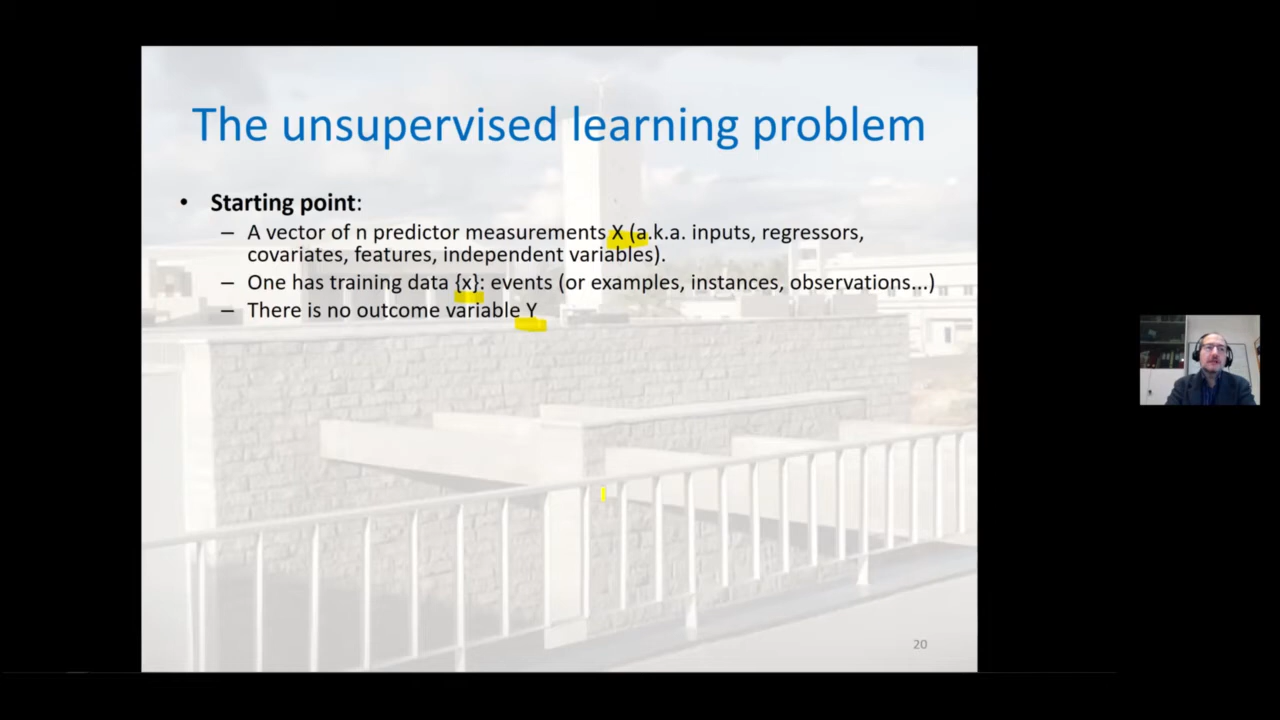 The unsupervised learning problem
• Starting point:
– A vector of n predictor measurements X (a.k.a. inputs, regressors,
covariates, features, independent variables).
– One has training data {x}: events (or examples, instances, observations...)
– There is no outcome variable Y
20